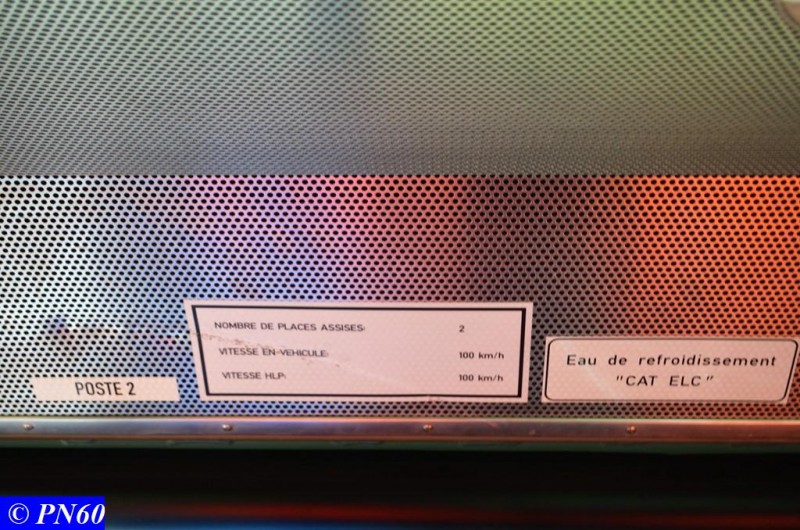 NOMBRE DE PLACES ASSISES: 2
VITESSE EN-VEHICULE: 100 km/h
VITESSE HLP: 100 km/h
Eau de refroidissement
"CAT ELC"
POSTE 2
© PN60